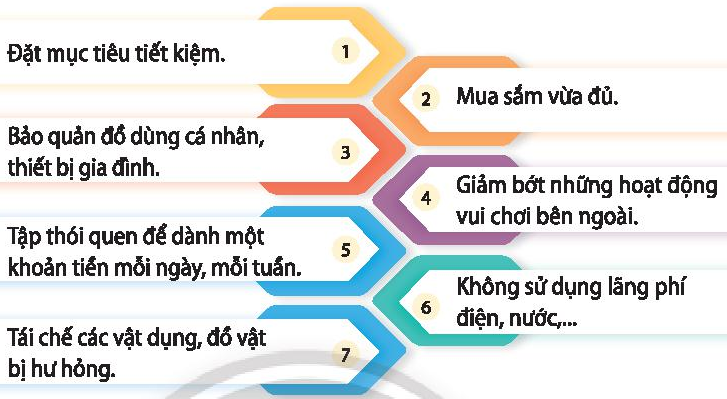 Đặt mục tiêu tiết kiệm.
1
2
Mua sắm vừa đủ.
Bảo quản đồ dùng cá nhân,
thiết bị gia đình.
3
4
Giảm bớt những hoạt động
vui chơi bên ngoài.
Tập thói quen để dành một
khoản tiền mỗi ngày, mỗi tuần.
5
6
Không sử dụng lãng phí
điện, nước,...
Tái chế các vật dụng, đồ vật
bị hư hỏng.
7